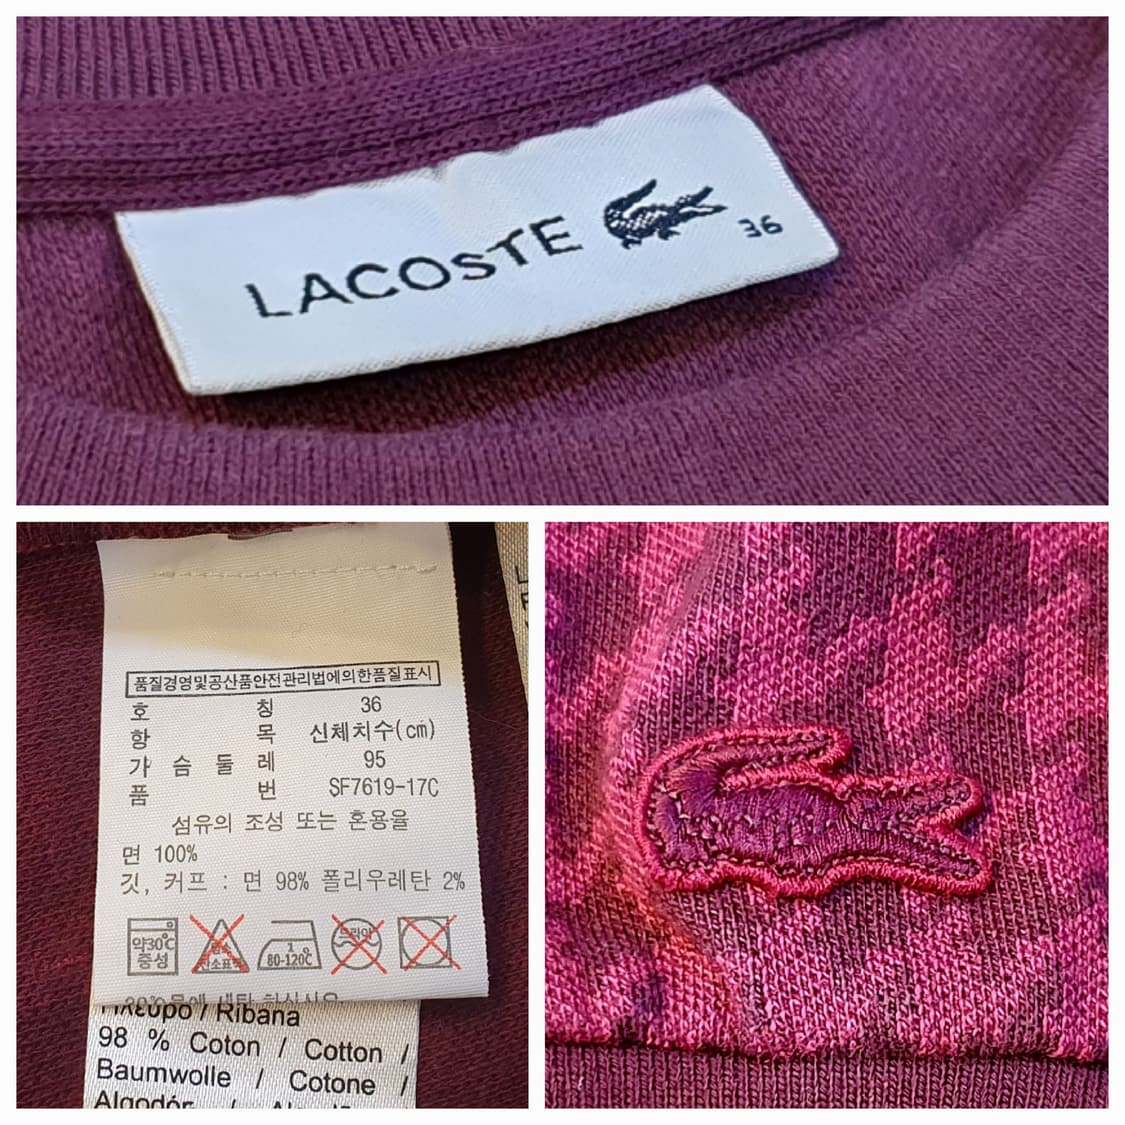 LACOSTE 36
품질경영및공산품안전관리법에의한품질표시
호 칭 36
항 목 신체치수(cm)
가 슴 둘 레 95
품 번 SF7619-17C
섬유의 조성 또는 혼용율
면 100%
깃, 커프 : 면 98% 폴리우레탄 2%
약30℃
중성
80-120℃
/ Ribana
98 % Coton / Cotton /
Baumwolle / Cotone /